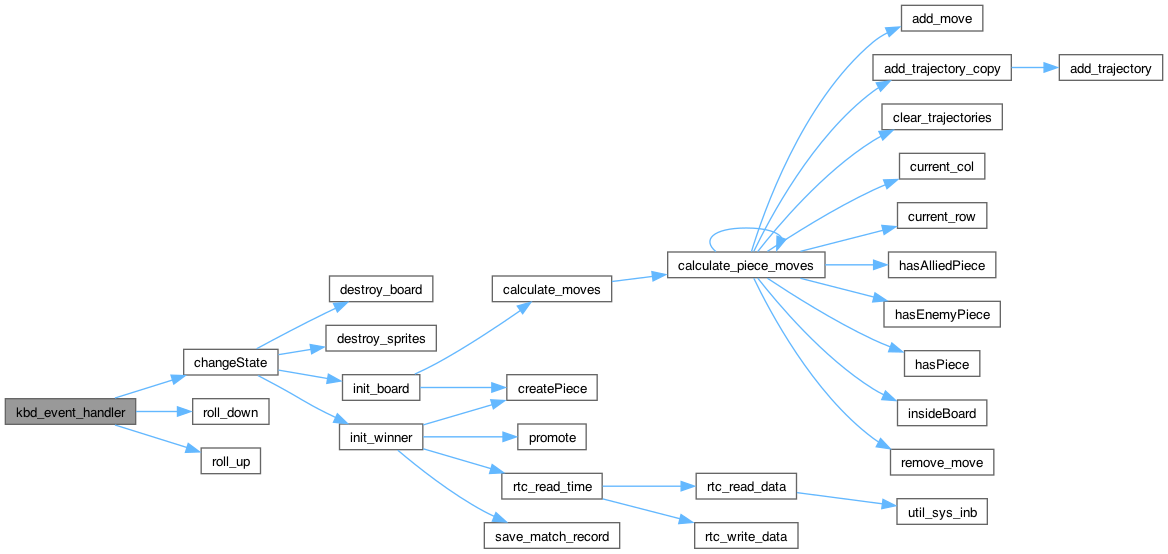 add_move
add_trajectory_copy
add_trajectory
clear_trajectories
current_col
current_row
calculate_piece_moves
hasAlliedPiece
destroy_board
calculate_moves
hasEnemyPiece
destroy_sprites
changeState
hasPiece
init_board
createPiece
kbd_event_handler
roll_down
insideBoard
init_winner
promote
roll_up
remove_move
rtc_read_time
rtc_read_data
util_sys_inb
save_match_record
rtc_write_data